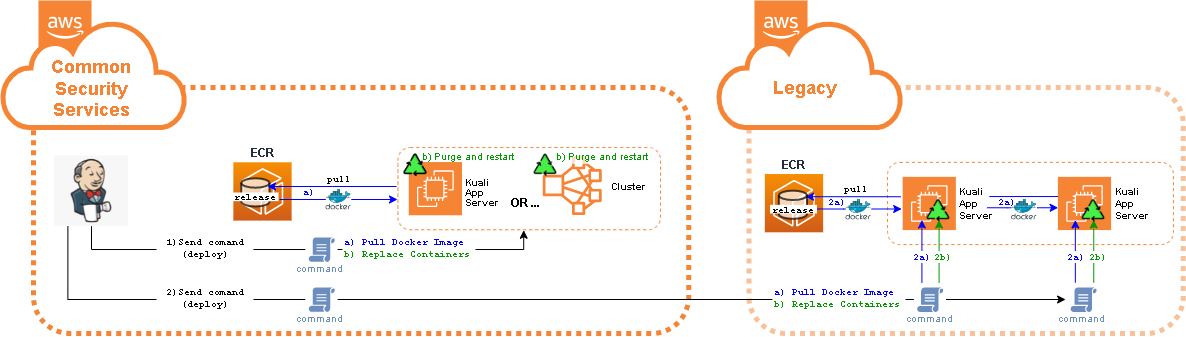 aws
Common
Security
Services
ECR
release
pull
a)
docker
b) Purge and restart
Kuali
App
Server
OR ...
b) Purge and restart
Cluster
1)Send comand
(deploy)
command
a) Pull Docker Image
b) Replace Containers
2)Send comand
(deploy)
command
aws
Legacy
ECR
release
pull
2a)
docker
Kuali
App
Server
2a)
docker
Kuali
App
Server
2a)
2b)
2a)
2b)
a) Pull Docker Image
b) Replace Containers
command
command